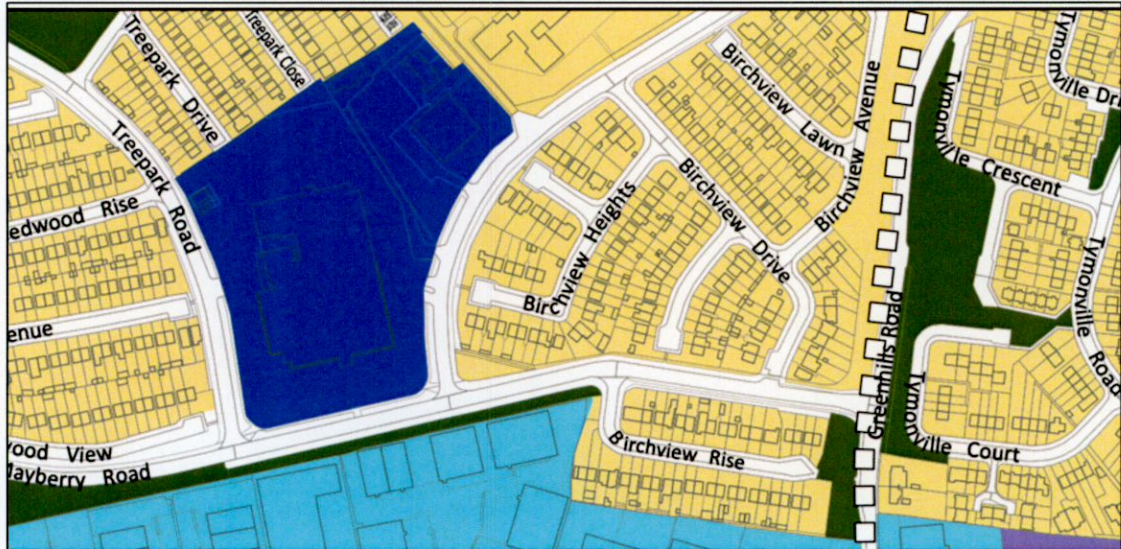 Treepark Close
Treepark Drive
Treepark Road
edwood Rise
enue
wood View
Mayberry Road
Birchview Lawn
Birchview Avenue
Birchview Heights
Birchview Drive
Birchview Rise
Greenhills Road
Tymonville Dri
Tymonville Crescent
Tymonville Road
Tymonville Court